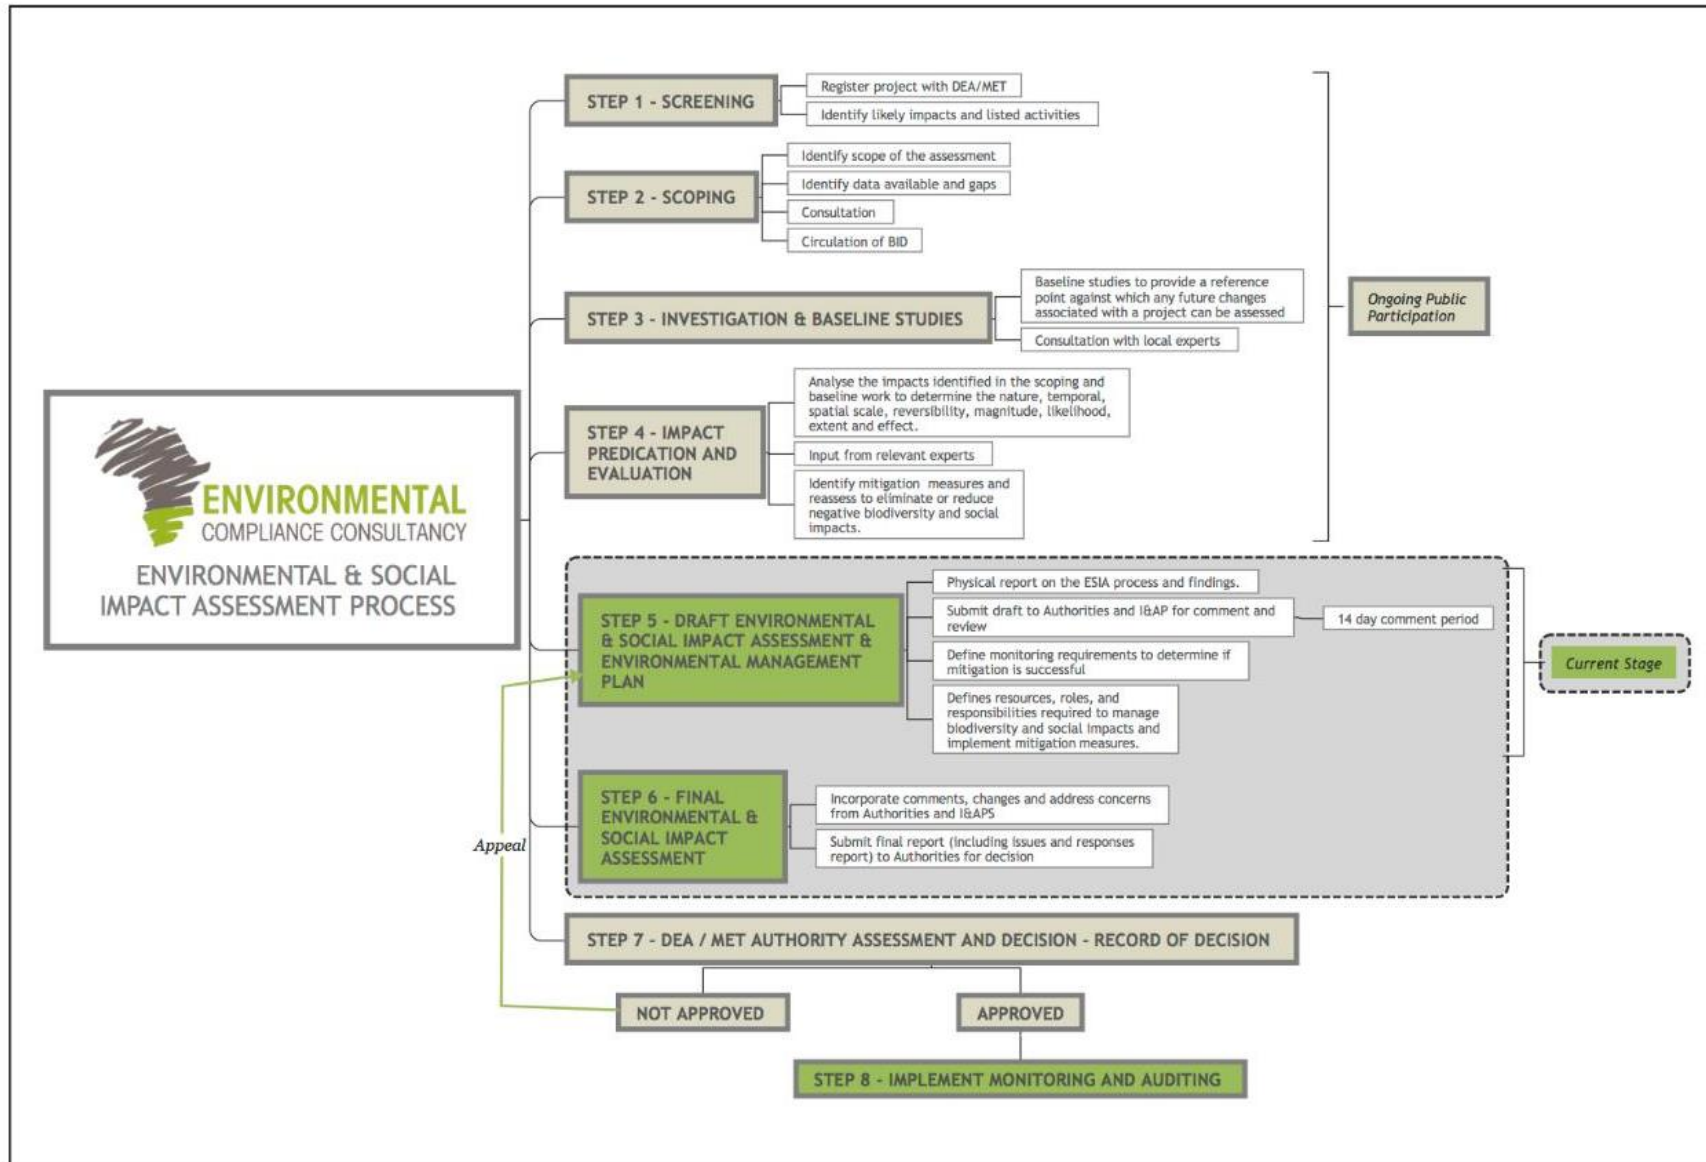 ENVIRONMENTAL
COMPLIANCE CONSULTANCY
ENVIRONMENTAL & SOCIAL
IMPACT ASSESSMENT PROCESS
STEP 1 - SCREENING
Register project with DEA/MET
Identify likely impacts and listed activities
STEP 2 - SCOPING
Identify scope of the assessment
Identify data available and gaps
Consultation
Circulation of BID
STEP 3 - INVESTIGATION & BASELINE STUDIES
Baseline studies to provide a reference
point against which any future changes
associated with a project can be assessed
Consultation with local experts
STEP 4 - IMPACT
PREDICATION AND
EVALUATION
Analyse the impacts identified in the scoping and
baseline work to determine the nature, temporal,
spatial scale, reversibility, magnitude, likelihood,
extent and effect.
Input from relevant experts
Identify mitigation measures and
reassess to eliminate or reduce
negative biodiversity and social
impacts.
Ongoing Public
Participation
STEP 5 - DRAFT ENVIRONMENTAL
& SOCIAL IMPACT ASSESSMENT &
ENVIRONMENTAL MANAGEMENT
PLAN
Physical report on the ESIA process and findings.
Submit draft to Authorities and I&AP for comment and
review
14 day comment period
Define monitoring requirements to determine if
mitigation is successful
Defines resources, roles, and
responsibilities required to manage
biodiversity and social impacts and
implement mitigation measures.
Current Stage
STEP 6 - FINAL
ENVIRONMENTAL &
SOCIAL IMPACT
ASSESSMENT
Incorporate comments, changes and address concerns
from Authorities and I&APS
Submit final report (including issues and responses
report) to Authorities for decision
Appeal
STEP 7 - DEA / MET AUTHORITY ASSESSMENT AND DECISION - RECORD OF DECISION
NOT APPROVED
APPROVED
STEP 8 - IMPLEMENT MONITORING AND AUDITING